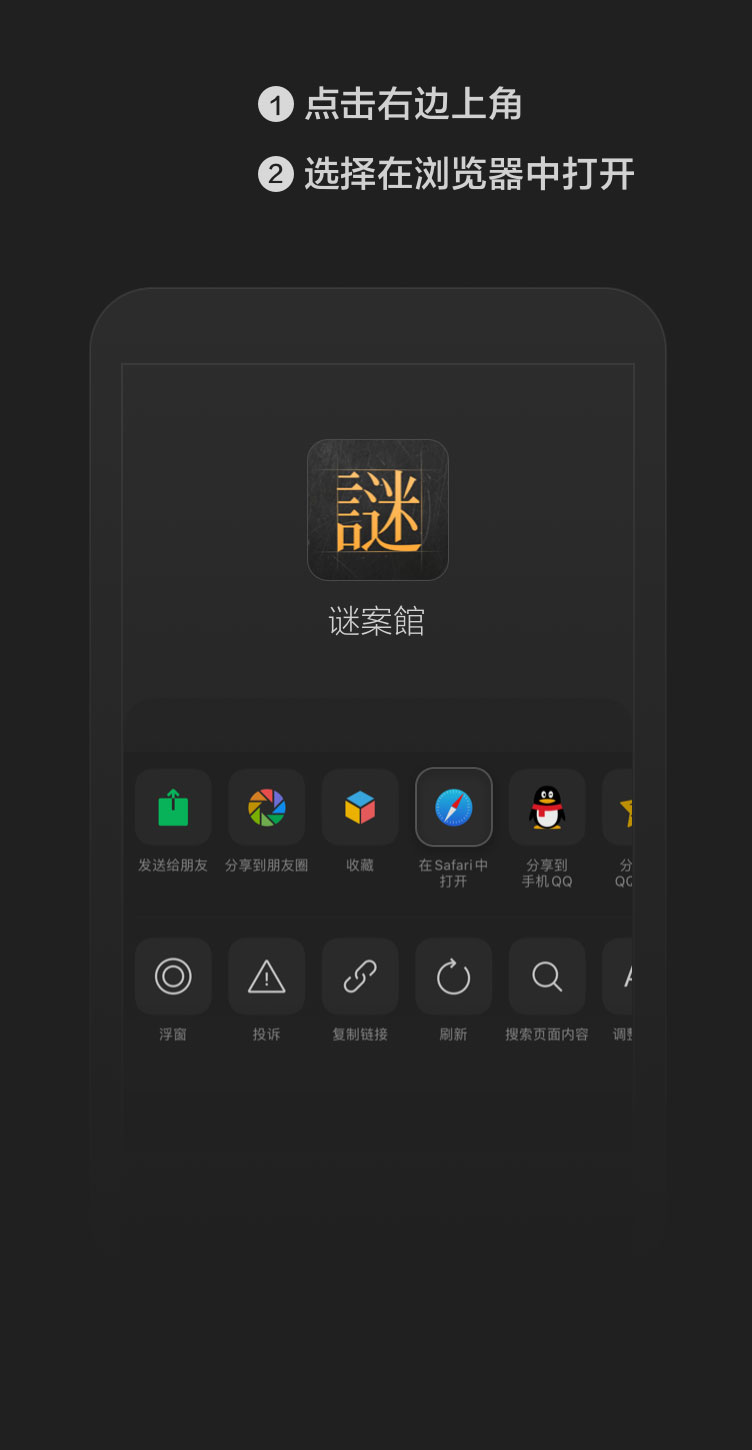 1 点击右边上角
2 选择在浏览器中打开
謎
谜案館
发送给朋友
分享到朋友圈
收藏
在Safari中
打开
分享到
手机QQ
分
QQ
浮窗
投诉
复制链接
刷新
搜索页面内容
调整